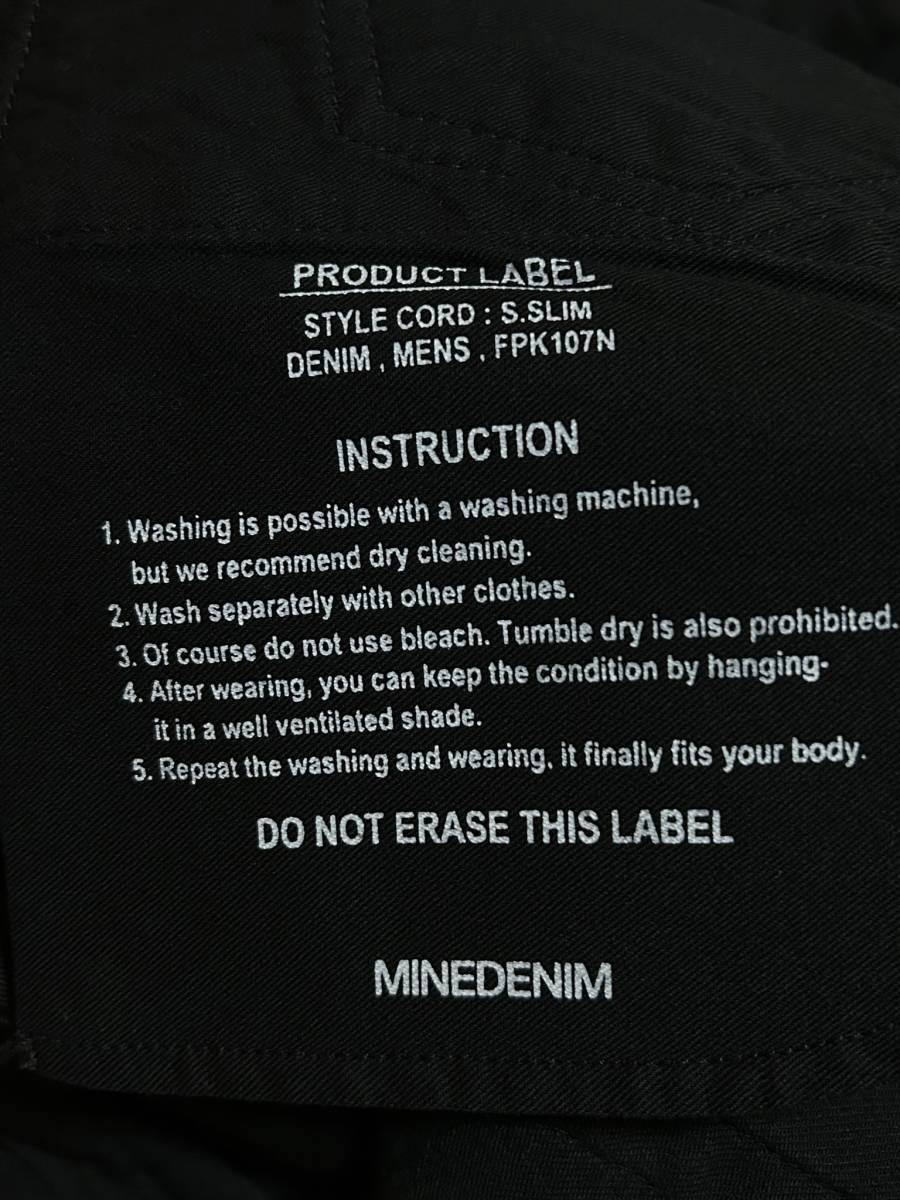 PRODUCT LABEL
STYLE CORD : S.SLIM
DENIM , MENS , FPK107N
INSTRUCTION
1. Washing is possible with a washing machine,
but we recommend dry cleaning.
2. Wash separately with other clothes.
3. Of course do not use bleach. Tumble dry is also prohibited.
4. After wearing, you can keep the condition by hanging-
it in a well ventilated shade.
5. Repeat the washing and wearing, it finally fits your body.
DO NOT ERASE THIS LABEL
MINEDENIM